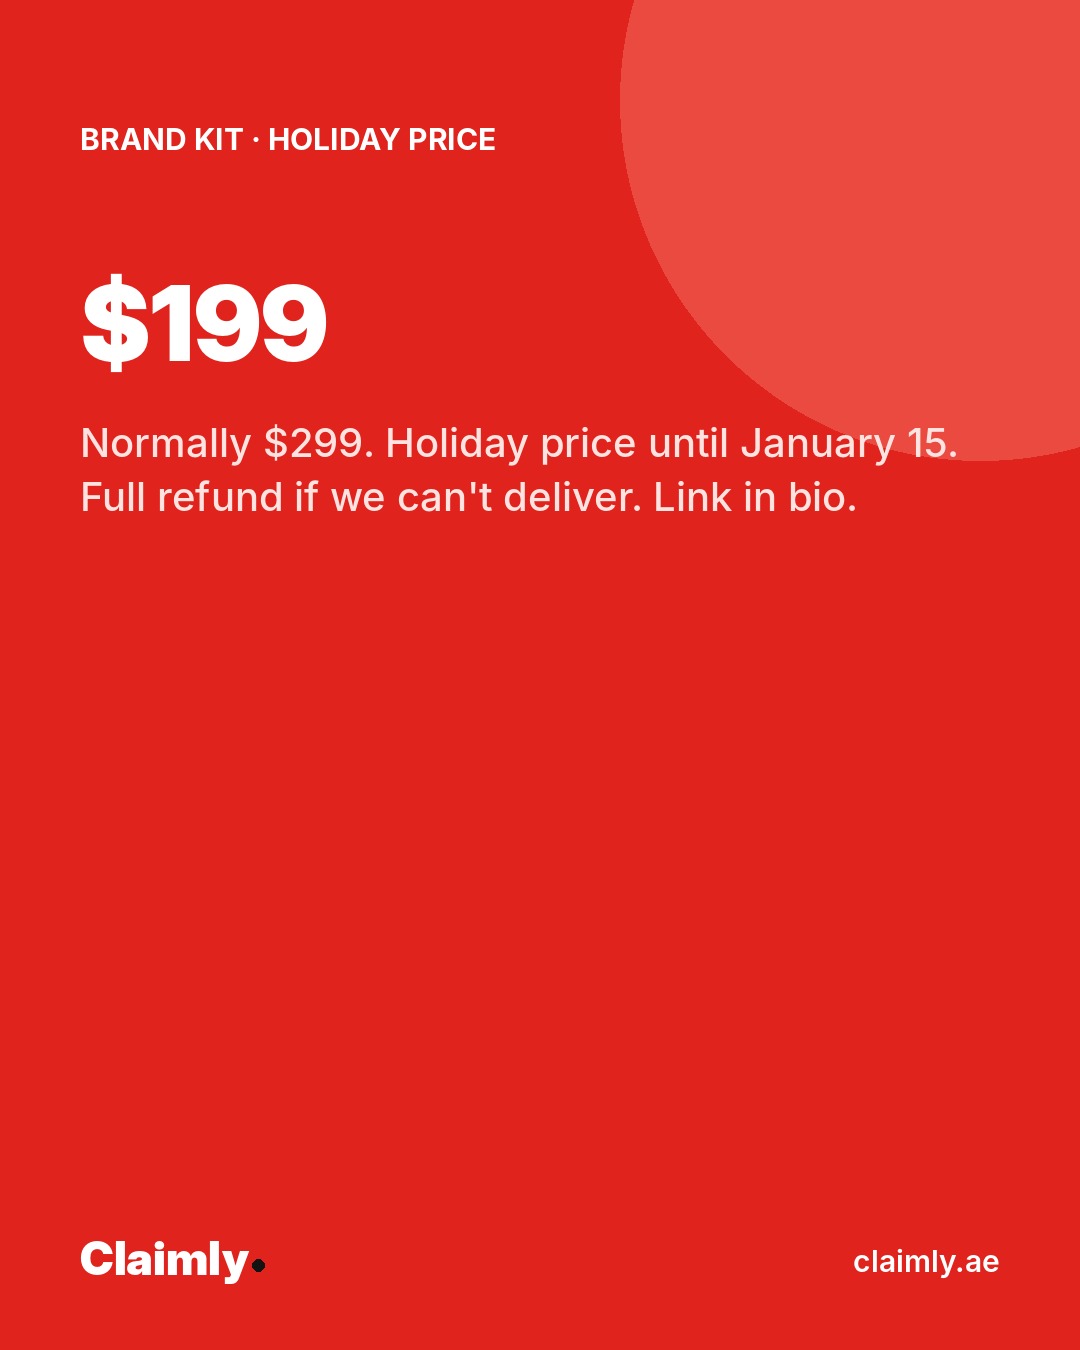 BRAND KIT · HOLIDAY PRICE
$199
Normally $299. Holiday price until January 15.
Full refund if we can't deliver. Link in bio.
Claimly.
claimly.ae